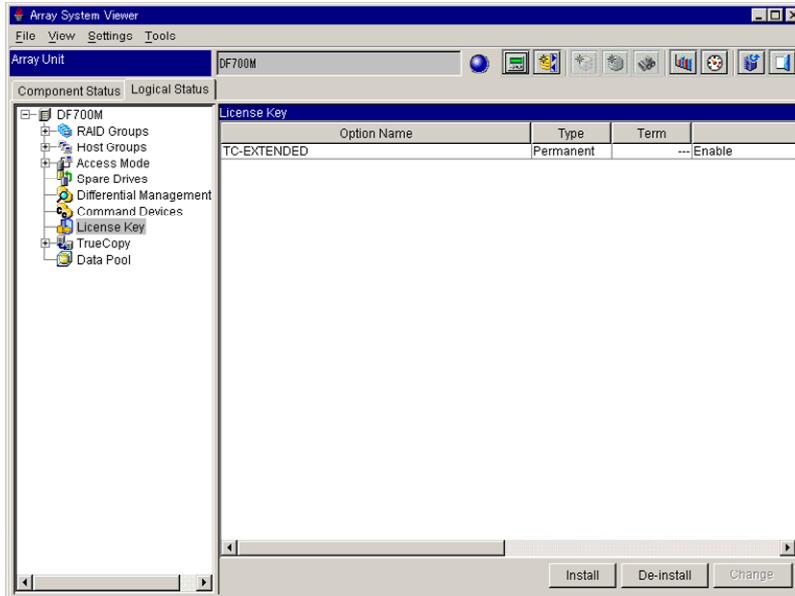 Array System Viewer
File View Settings Tools
Array Unit
DF700M
Component Status Logical Status
DF700M
RAID Groups
Host Groups
Access Mode
Spare Drives
Differential Management
Command Devices
License Key
TrueCopy
Data Pool
License Key
Option Name Type Term
TC-EXTENDED Permanent --- Enable
Install De-install Change